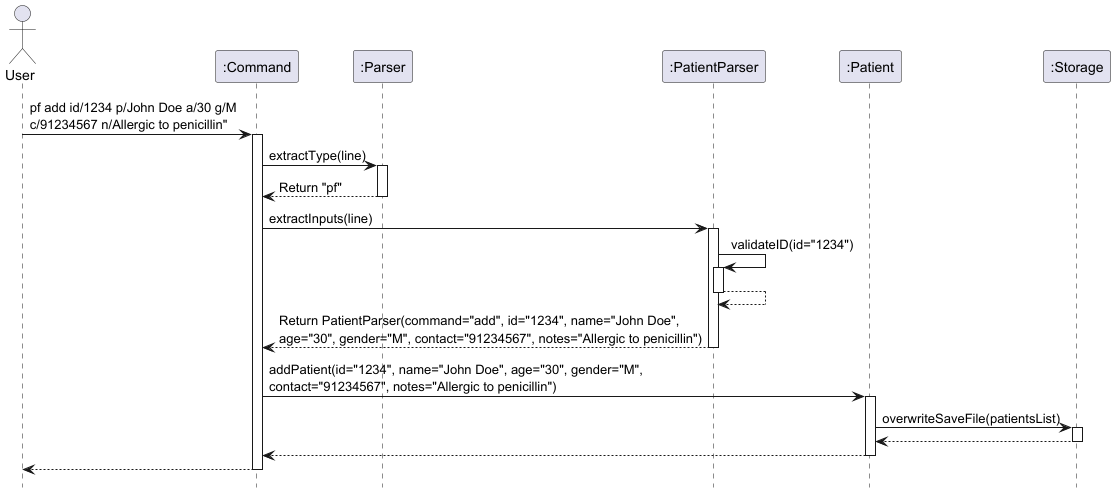 User
:Command
:Parser
:PatientParser
:Patient
:Storage
pf add id/1234 p/John Doe a/30 g/M
c/91234567 n/Allergic to penicillin"
extractType(line)
Return "pf"
extractInputs(line)
validateID(id="1234")
Return PatientParser(command="add", id="1234", name="John Doe",
age="30", gender="M", contact="91234567", notes="Allergic to penicillin")
addPatient(id="1234", name="John Doe", age="30", gender="M",
contact="91234567", notes="Allergic to penicillin")
overwriteSaveFile(patientsList)